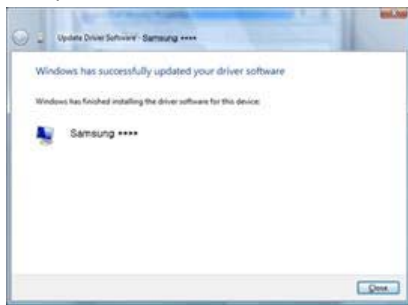 Update Driver Software - Samsung ****
Windows has successfully updated your driver software
Windows has finished installing the driver software for this device:
Samsung ****
Close